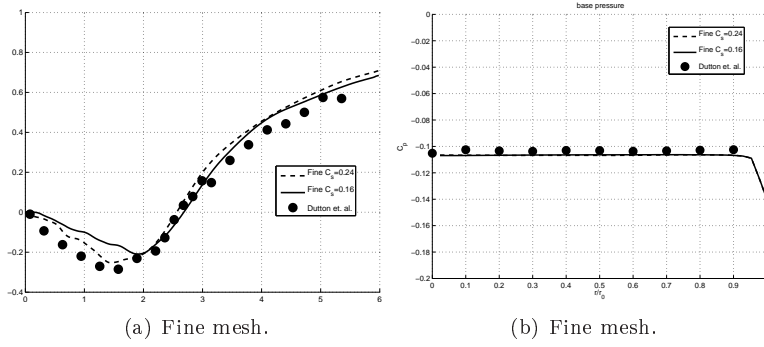 1
0.8
0.6
0.4
0.2
0
−0.2
−0.4
0 1 2 3 4 5 6
Fine C_s=0.24
Fine C_s=0.16
Dutton et. al.
(a) Fine mesh.
base pressure
0
−0.02
−0.04
−0.06
−0.08
−0.1
−0.12
−0.14
−0.16
−0.18
−0.2
C_p
0 0.1 0.2 0.3 0.4 0.5 0.6 0.7 0.8 0.9
r/r_0
Fine C_s=0.24
Fine C_s=0.16
Dutton et. al.
(b) Fine mesh.